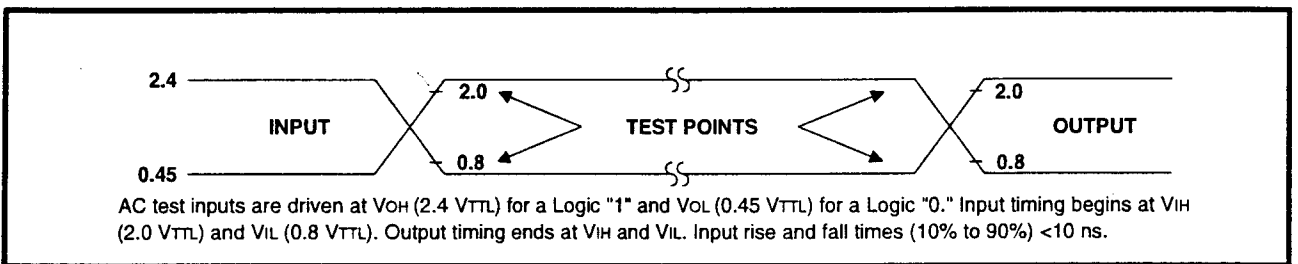 2.4
2.0
2.0
INPUT
TEST POINTS
OUTPUT
0.8
0.8
0.45
AC test inputs are driven at VOH (2.4 VTTL) for a Logic "1" and VOL (0.45 VTTL) for a Logic "0." Input timing begins at VIH
(2.0 VTTL) and VIL (0.8 VTTL). Output timing ends at VIH and VIL. Input rise and fall times (10% to 90%) <10 ns.